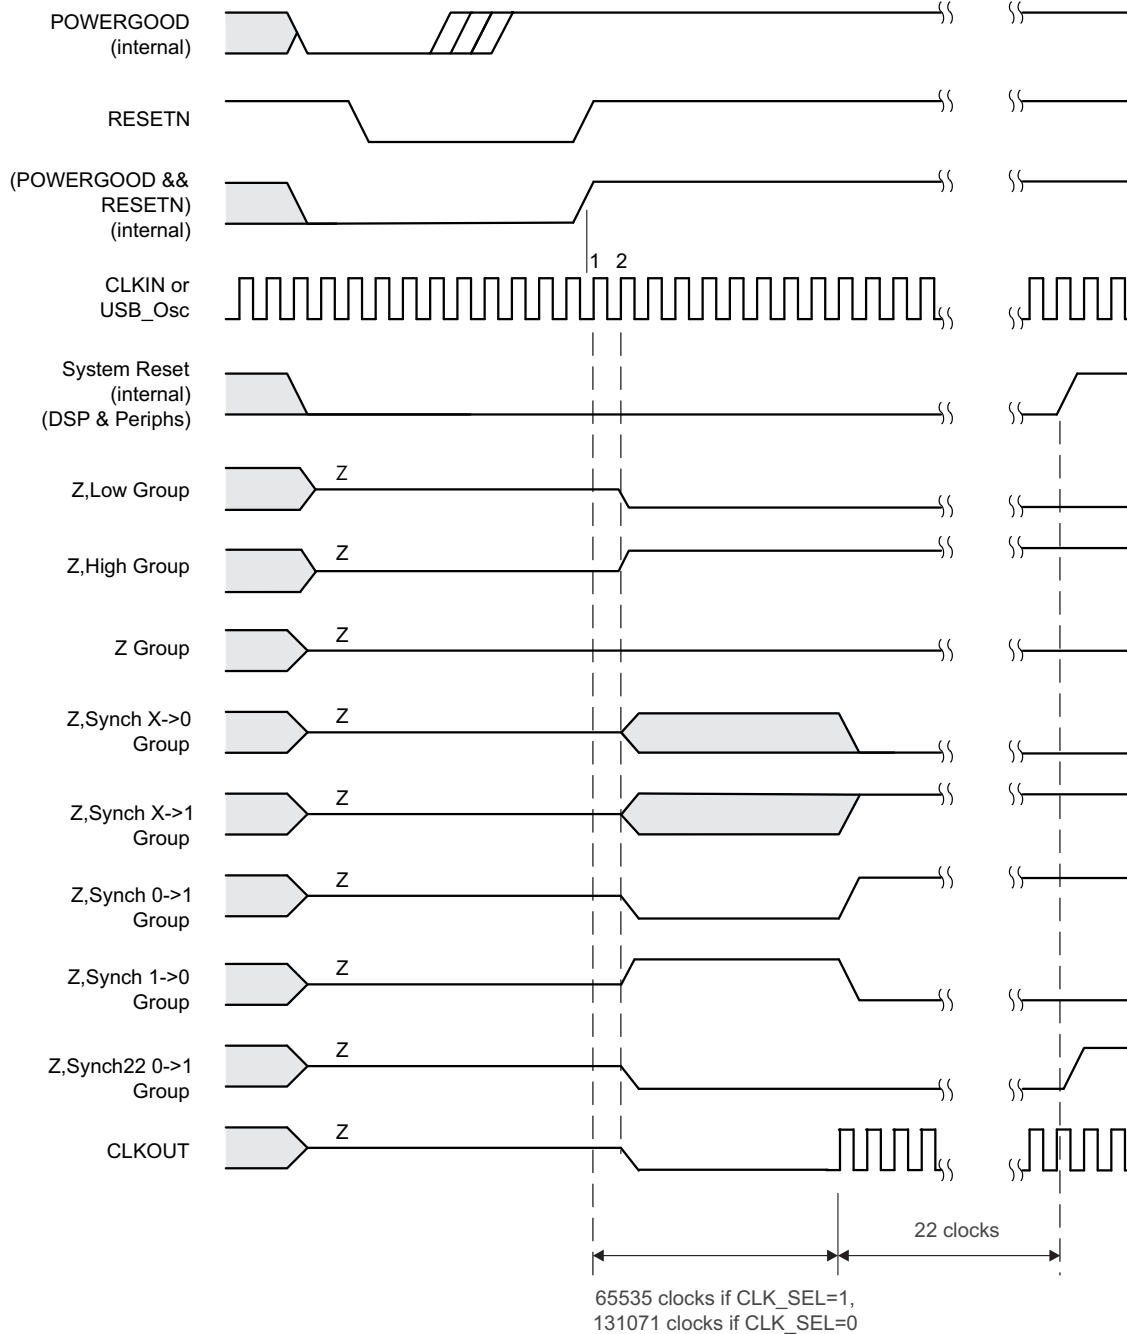 POWERGOOD
(internal)
RESETN
(POWERGOOD &&
RESETN)
(internal)
1 2
CLKIN or
USB_Osc
System Reset
(internal)
(DSP & Periphs)
Z
Z,Low Group
Z
Z,High Group
Z
Z Group
Z
Z,Synch X->0
Group
Z
Z,Synch X->1
Group
Z
Z,Synch 0->1
Group
Z
Z,Synch 1->0
Group
Z
Z,Synch22 0->1
Group
Z
CLKOUT
22 clocks
65535 clocks if CLK_SEL=1,
131071 clocks if CLK_SEL=0